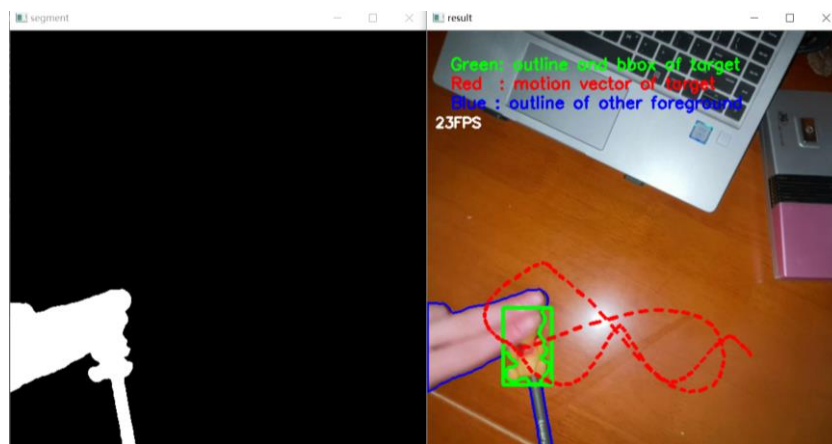 segment
result
Green: outline and bbox of target
Red  : motion vector of target
Blue : outline of other foreground
23FPS